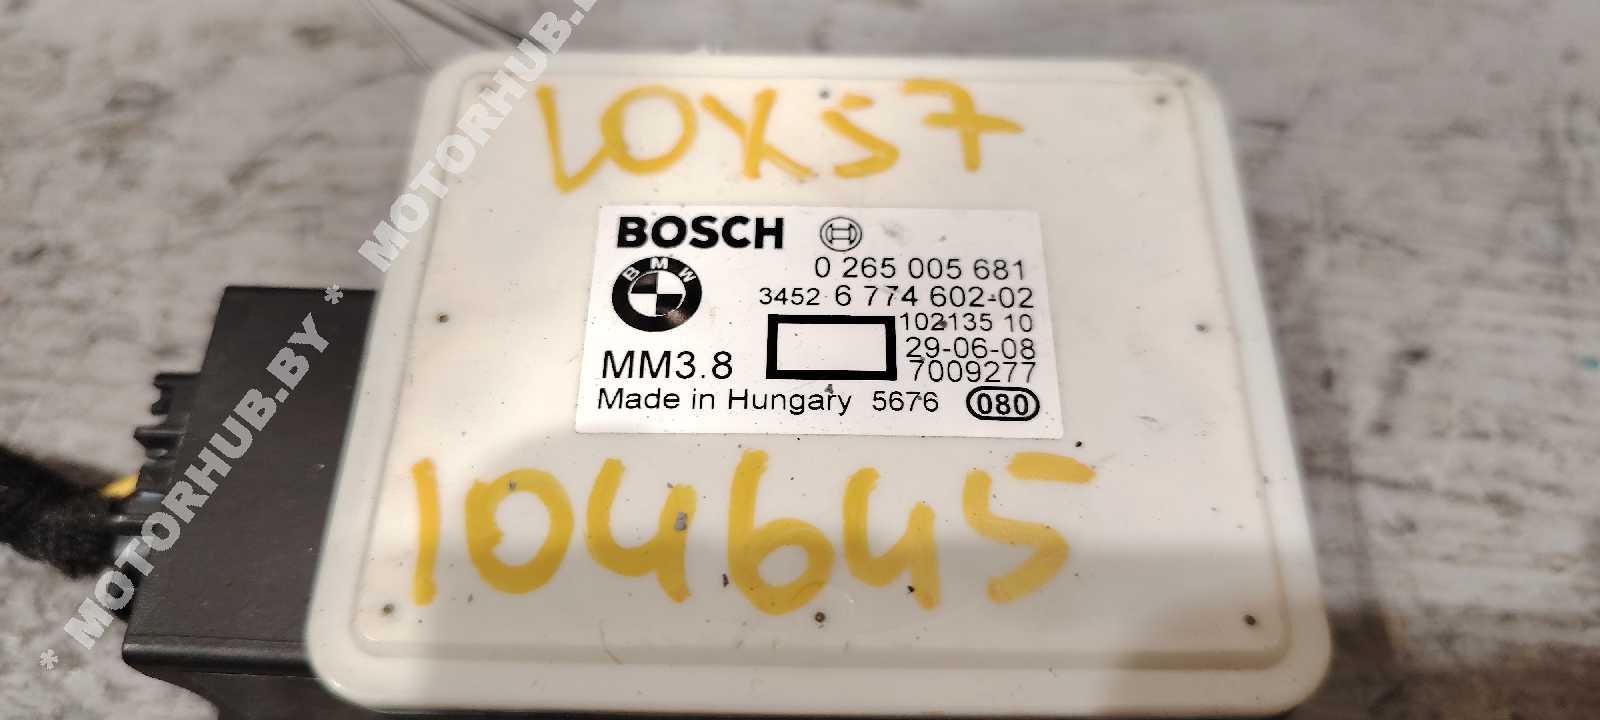 LOX57
BOSCH
BMW
0 265 005 681
3452 6 774 602-02
102135 10
29-06-08
7009277
MM3.8
Made in Hungary 5676 080
104645
MOTORHUB.BY * MOTORHUB.BY *